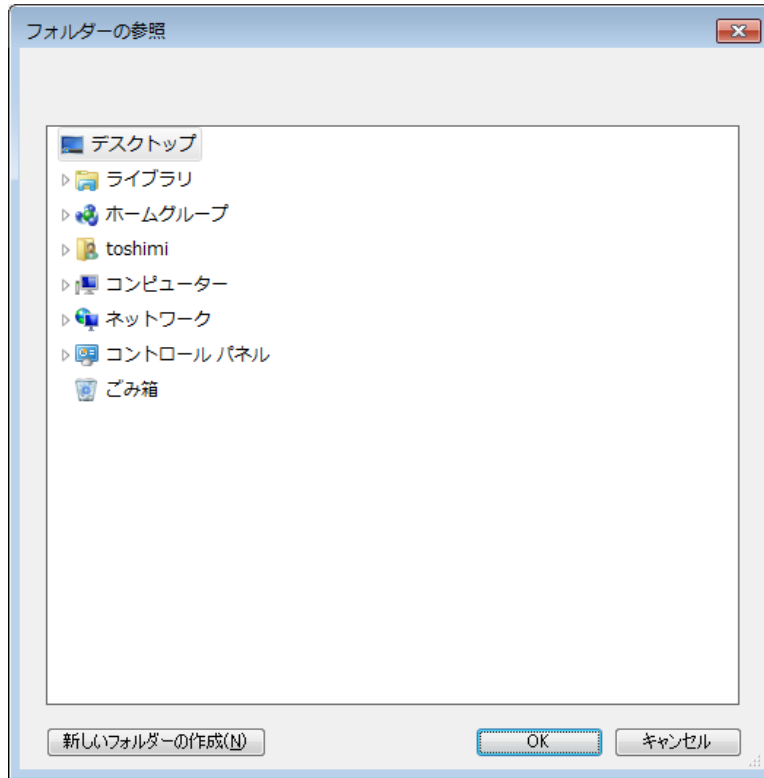 フォルダーの参照
デスクトップ
ライブラリ
ホームグループ
toshimi
コンピューター
ネットワーク
コントロール パネル
ごみ箱
新しいフォルダーの作成(N) OK キャンセル